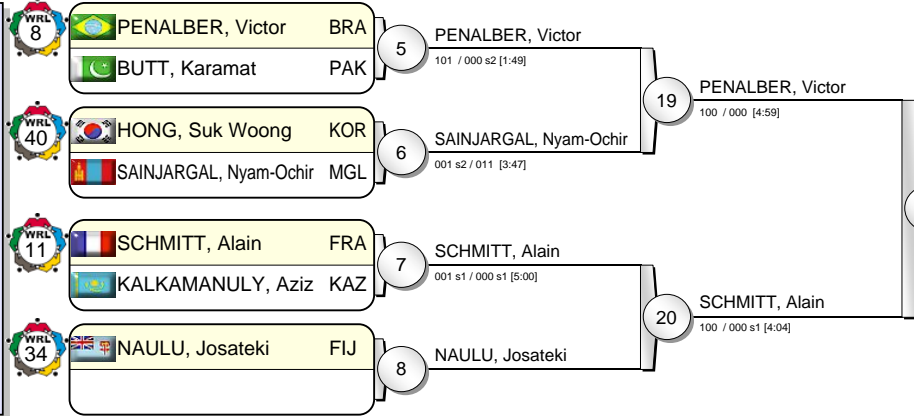 WRL
8
PENALBER, Victor BRA
BUTT, Karamat PAK
5
PENALBER, Victor
101 / 000 s2 [1:49]
WRL
40
HONG, Suk Woong KOR
SAINJARGAL, Nyam-Ochir MGL
6
SAINJARGAL, Nyam-Ochir
001 s2 / 011 [3:47]
19
PENALBER, Victor
100 / 000 [4:59]
WRL
11
SCHMITT, Alain FRA
KALKAMANULY, Aziz KAZ
7
SCHMITT, Alain
001 s1 / 000 s1 [5:00]
WRL
34
NAULU, Josateki FIJ
8
NAULU, Josateki
20
SCHMITT, Alain
100 / 000 s1 [4:04]